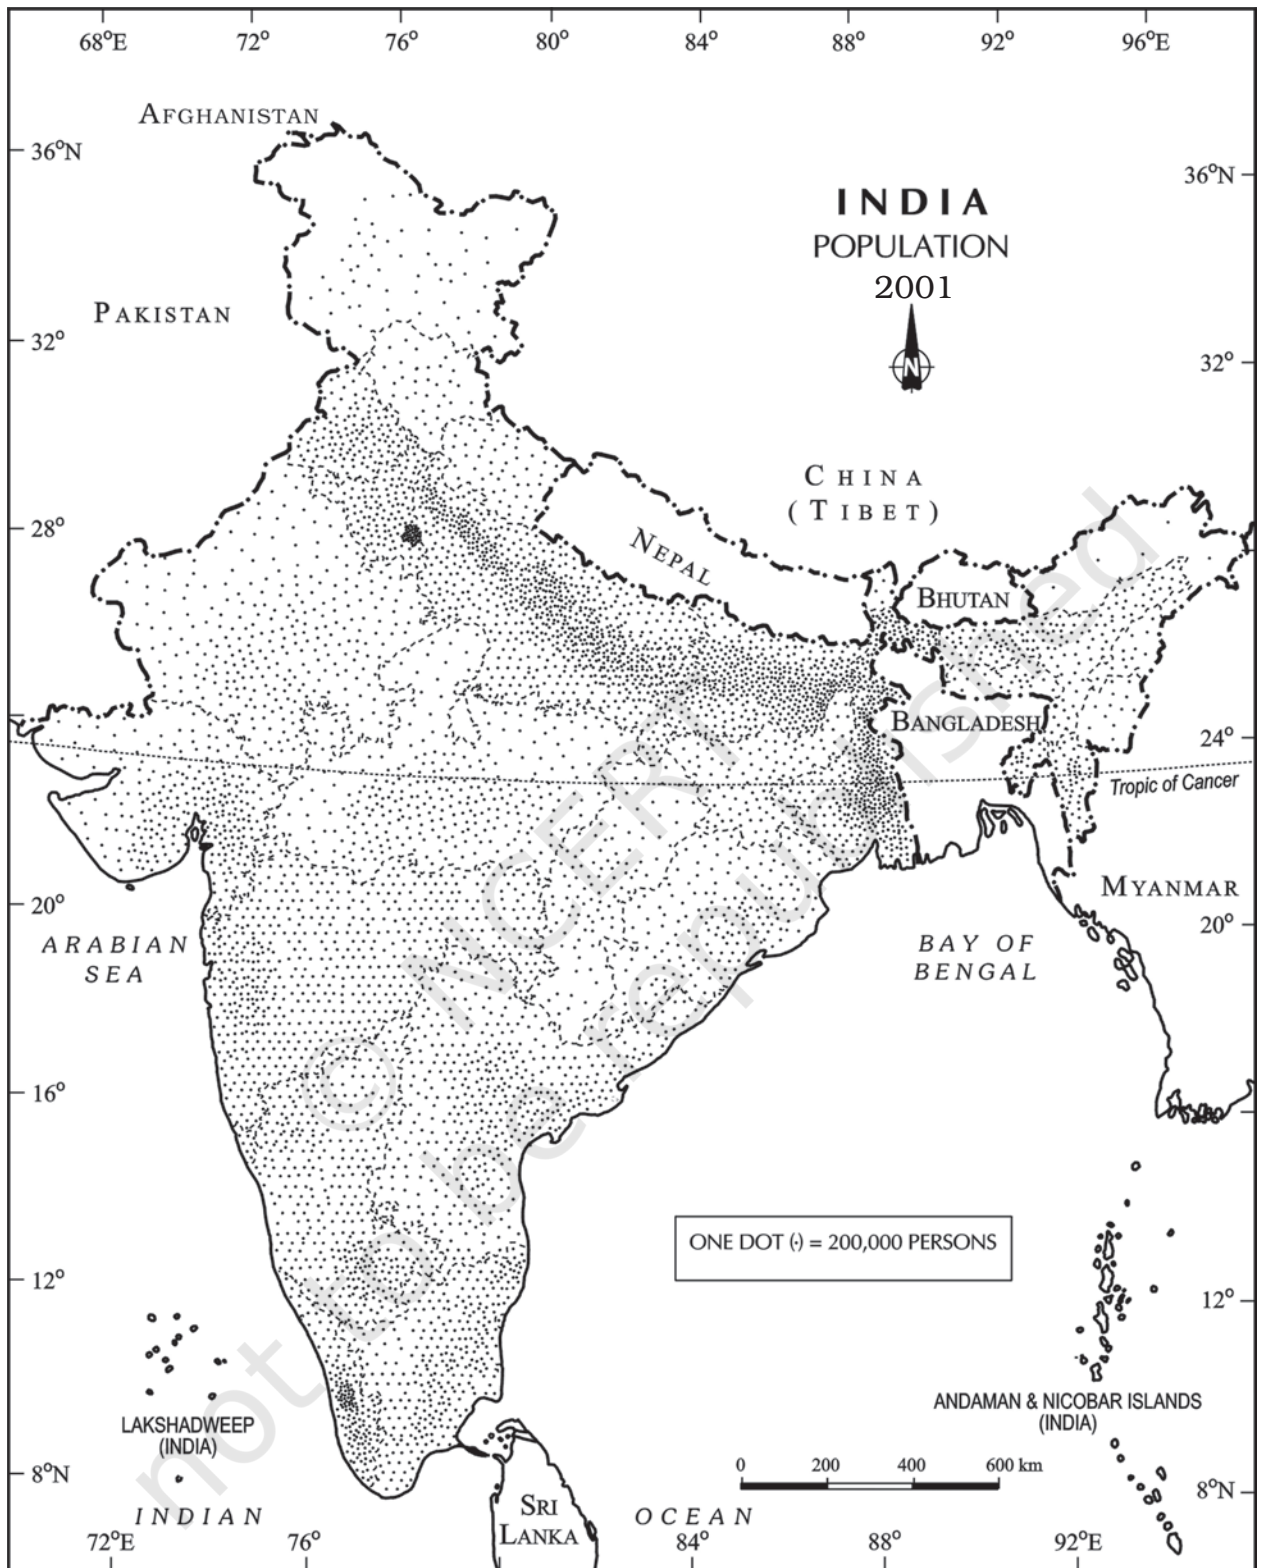 68°E 72° 76° 80° 84° 88° 92° 96°E
AFGHANISTAN
36°N
36°N
INDIA
POPULATION
2001
PAKISTAN
32°
32°
N
CHINA
(TIBET)
28°
NEPAL
BHUTAN
BANGLADESH
24°
Tropic of Cancer
MYANMAR
20°
20°
ARABIAN
SEA
BAY OF
BENGAL
16°
ONE DOT (·) = 200,000 PERSONS
12°
12°
LAKSHADWEEP
(INDIA)
ANDAMAN & NICOBAR ISLANDS
(INDIA)
0 200 400 600 km
8°N
8°N
INDIAN
OCEAN
SRI
LANKA
72°E 76° 84° 88° 92°E
© NCERT
not to be republished